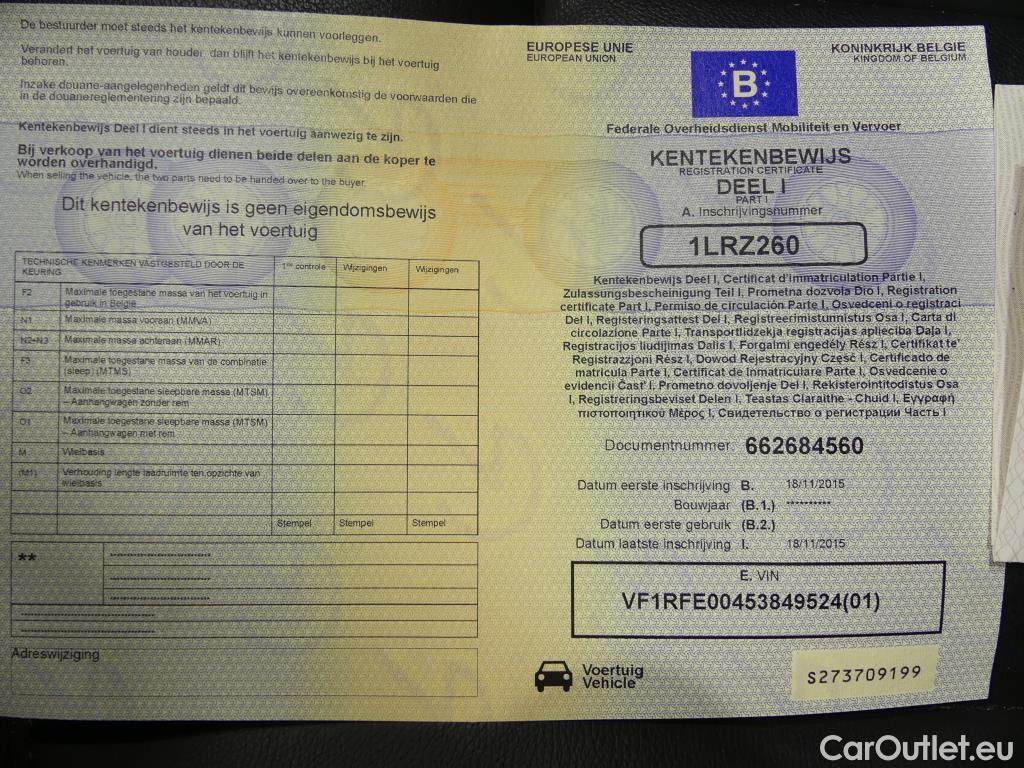 De bestuurder moet steeds het kentekenbewijs kunnen voorleggen.
Verandert het voertuig van houder, dan blijft het kentekenbewijs bij het voertuig
behoren.
Inzake douane-aangelegenheden geldt dit bewijs overeenkomstig de voorwaarden die
in de douanereglementering zijn bepaald.
Kentekenbewijs Deel I dient steeds in het voertuig aanwezig te zijn.
Bij verkoop van het voertuig dienen beide delen aan de koper te
worden overhandigd.
When selling the vehicle, the two parts need to be handed over to the buyer.
Dit kentekenbewijs is geen eigendomsbewijs
van het voertuig
TECHNISCHE KENMERKEN VASTGESTELD DOOR DE
KEURING
1ste controle
Wijzigingen
Wijzigingen
F2
Maximale toegestane massa van het voertuig in
gebruik in België
N1
Maximale massa vooraan (MMVA)
N2+N3
Maximale massa achteraan (MMAR)
F3
Maximale toegestane massa van de combinatie
(sleep) (MTMS)
O2
Maximale toegestane sleepbare massa (MTSM)
– Aanhangwagen zonder rem
O1
Maximale toegestane sleepbare massa (MTSM)
– Aanhangwagen met rem
M
Wielbasis
(M1)
Verhouding lengte laadruimte ten opzichte van
wielbasis
Stempel
Stempel
Stempel
**
Adreswijziging
EUROPESE UNIE
EUROPEAN UNION
B
KONINKRIJK BELGIE
KINGDOM OF BELGIUM
Federale Overheidsdienst Mobiliteit en Vervoer
KENTEKENBEWIJS
REGISTRATION CERTIFICATE
DEEL I
PART I
A. Inschrijvingsnummer
1LRZ260
Kentekenbewijs Deel I, Certificat d'immatriculation Partie I,
Zulassungsbescheinigung Teil I, Prometna dozvola Dio I, Registration
certificate Part I, Permiso de circulación Parte I, Osvedceni o registraci
Del I, Registeringsattest Del I, Registreerimistunnistus Osa I, Carta di
circolazione Parte I, Transportlidzekja registracijas aplieciba Daļa I,
Registracijos liudijimas Dalis I, Forgalmi engedély Rész I, Certifikat te'
Registrazzjoni Rész I, Dowod Rejestracyjny Część I, Certificado de
matricula Parte I, Certificat de Inmatriculare Parte I, Osvedcenie o
evidencii Čast' I, Prometno dovoljenje Del I, Rekisterointitodistus Osa
I, Registreringsbeviset Delen I, Teastas Claraithe - Chuid I, Εγγραφή
πιστοποιητικού Μέρος I, Свидетельство о регистрации Часть I
Documentnummer: 662684560
Datum eerste inschrijving B. 18/11/2015
Bouwjaar (B.1.) **********
Datum eerste gebruik (B.2.)
Datum laatste inschrijving I. 18/11/2015
E. VIN
VF1RFE00453849524(01)
Voertuig
Vehicle
S273709199
CarOutlet.eu